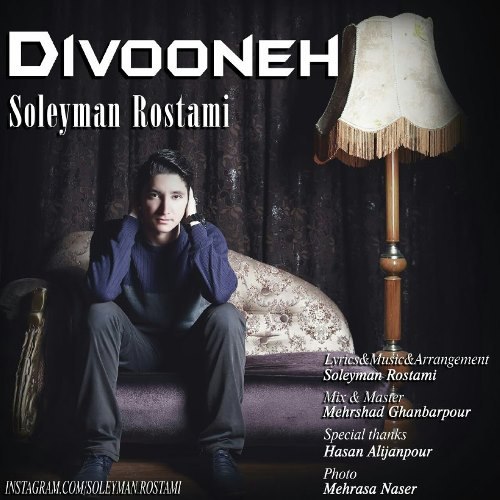 DIVOONEH
Soleyman Rostami
Lyrics&Music&Arrangement
Soleyman Rostami
Mix & Master
Mehrshad Ghanbarpour
Special thanks
Hasan Alijanpour
Photo
Mehrasa Naser
INSTAGRAM.COM/SOLEYMAN.ROSTAMI